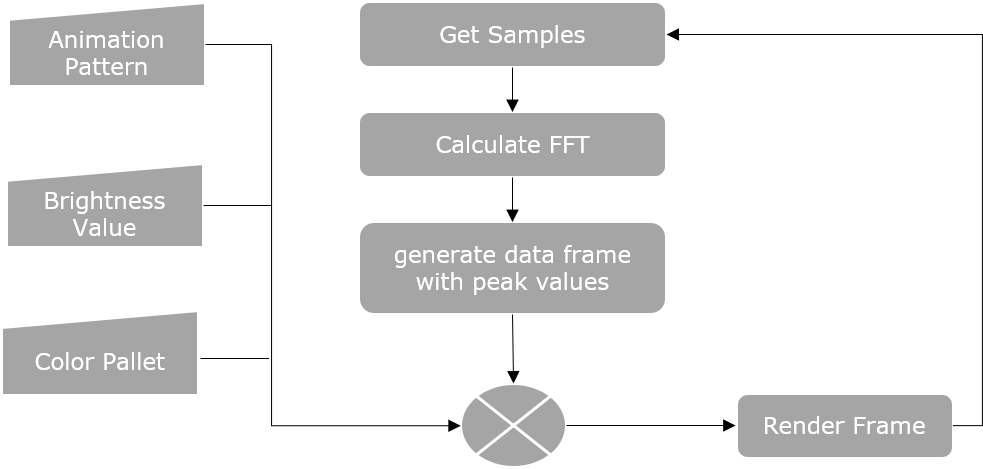 Animation
Pattern
Get Samples
Calculate FFT
Brightness
Value
generate data frame
with peak values
Color Pallet
Render Frame